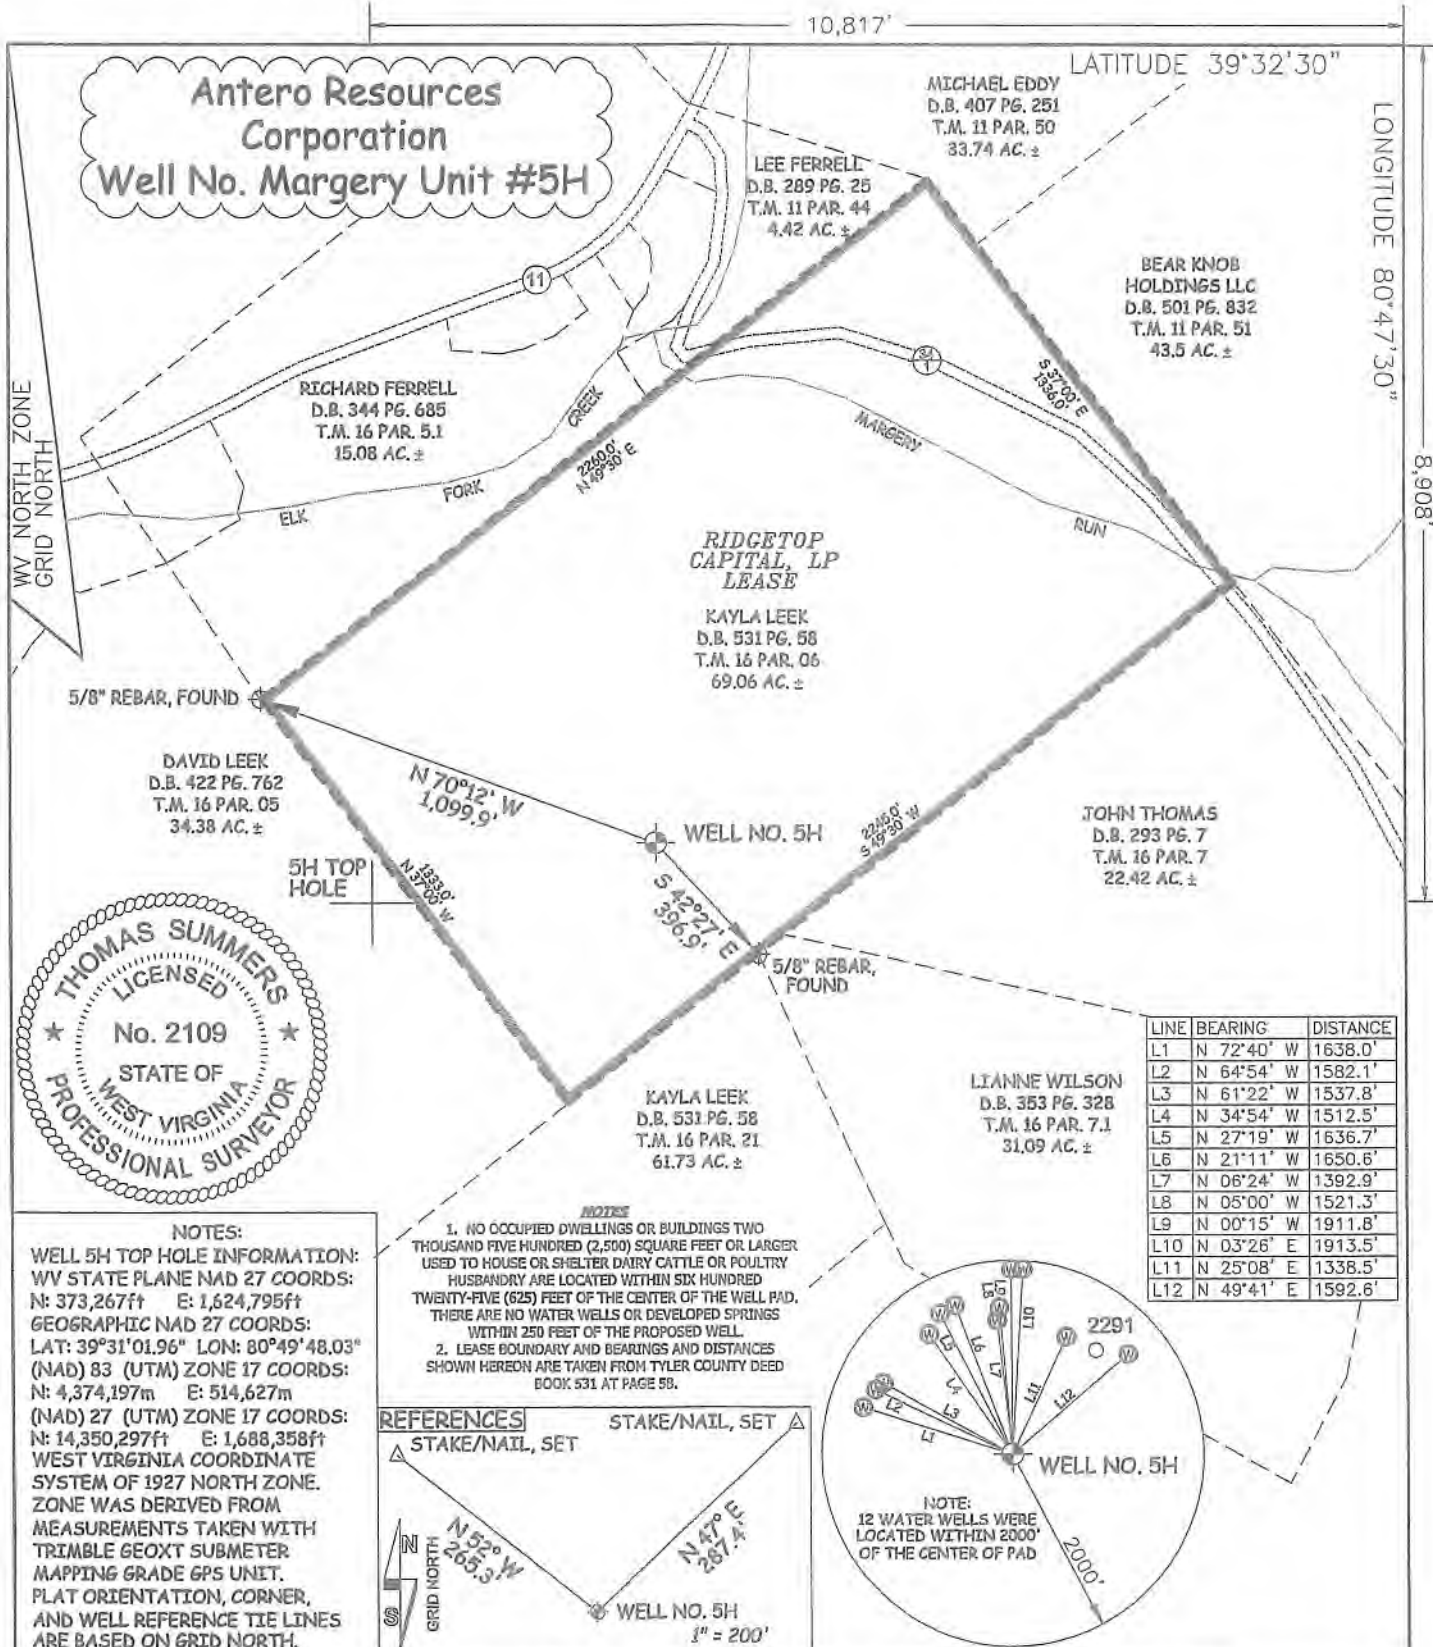 10,817'
LATITUDE 39°32'30"
LONGITUDE 80°47'30"
8,908'
Antero Resources
Corporation
Well No. Margery Unit #5H
WV NORTH ZONE
GRID NORTH
MICHAEL EDDY
D.B. 407 PG. 251
T.M. 11 PAR. 50
33.74 AC. ±
LEE FERRELL
D.B. 289 PG. 25
T.M. 11 PAR. 44
4.42 AC. ±
BEAR KNOB
HOLDINGS LLC
D.B. 501 PG. 832
T.M. 11 PAR. 51
43.5 AC. ±
11
S 37°00' E
1336.0'
RICHARD FERRELL
D.B. 344 PG. 685
T.M. 16 PAR. 5.1
15.08 AC. ±
ELK
FORK
CREEK
2260.0'
N 49°30' E
MARGERY
RUN
RIDGETOP
CAPITAL, LP
LEASE
KAYLA LEEK
D.B. 531 PG. 58
T.M. 16 PAR. 06
69.06 AC. ±
5/8" REBAR, FOUND
DAVID LEEK
D.B. 422 PG. 762
T.M. 16 PAR. 05
34.38 AC. ±
N 70°12' W
1,099.9'
WELL NO. 5H
2245.0'
S 49°30' W
JOHN THOMAS
D.B. 293 PG. 7
T.M. 16 PAR. 7
22.42 AC. ±
5H TOP
HOLE
1333.0'
N 37°00' W
S 42°27' E
396.9'
5/8" REBAR,
FOUND
THOMAS SUMMERS
LICENSED
No. 2109
STATE OF
WEST VIRGINIA
PROFESSIONAL SURVEYOR
KAYLA LEEK
D.B. 531 PG. 58
T.M. 16 PAR. 21
61.73 AC. ±
LIANNE WILSON
D.B. 353 PG. 328
T.M. 16 PAR. 7.1
31.09 AC. ±
LINE BEARING DISTANCE
L1 N 72°40' W 1638.0'
L2 N 64°54' W 1582.1'
L3 N 61°22' W 1537.8'
L4 N 34°54' W 1512.5'
L5 N 27°19' W 1636.7'
L6 N 21°11' W 1650.6'
L7 N 06°24' W 1392.9'
L8 N 05°00' W 1521.3'
L9 N 00°15' W 1911.8'
L10 N 03°26' E 1913.5'
L11 N 25°08' E 1338.5'
L12 N 49°41' E 1592.6'
NOTES:
WELL 5H TOP HOLE INFORMATION:
WV STATE PLANE NAD 27 COORDS:
N: 373,267ft E: 1,624,795ft
GEOGRAPHIC NAD 27 COORDS:
LAT: 39°31'01.96" LON: 80°49'48.03"
(NAD) 83 (UTM) ZONE 17 COORDS:
N: 4,374,197m E: 514,627m
(NAD) 27 (UTM) ZONE 17 COORDS:
N: 14,350,297ft E: 1,688,358ft
WEST VIRGINIA COORDINATE
SYSTEM OF 1927 NORTH ZONE.
ZONE WAS DERIVED FROM
MEASUREMENTS TAKEN WITH
TRIMBLE GEOXT SUBMETER
MAPPING GRADE GPS UNIT.
PLAT ORIENTATION, CORNER,
AND WELL REFERENCE TIE LINES
ARE BASED ON GRID NORTH.
NOTES
1. NO OCCUPIED DWELLINGS OR BUILDINGS TWO
THOUSAND FIVE HUNDRED (2,500) SQUARE FEET OR LARGER
USED TO HOUSE OR SHELTER DAIRY CATTLE OR POULTRY
HUSBANDRY ARE LOCATED WITHIN SIX HUNDRED
TWENTY-FIVE (625) FEET OF THE CENTER OF THE WELL PAD.
THERE ARE NO WATER WELLS OR DEVELOPED SPRINGS
WITHIN 250 FEET OF THE PROPOSED WELL.
2. LEASE BOUNDARY AND BEARINGS AND DISTANCES
SHOWN HEREON ARE TAKEN FROM TYLER COUNTY DEED
BOOK 531 AT PAGE 58.
REFERENCES
STAKE/NAIL, SET
STAKE/NAIL, SET
N 52° W
265.3'
N 47° E
287.4'
N
S
GRID NORTH
WELL NO. 5H
1" = 200'
W
W
W
W
W
W
W
L1
L2
L3
L4
L5
L6
L7
L8
L9
L10
L11
L12
2291
WELL NO. 5H
NOTE:
12 WATER WELLS WERE
LOCATED WITHIN 2000'
OF THE CENTER OF PAD
2000'